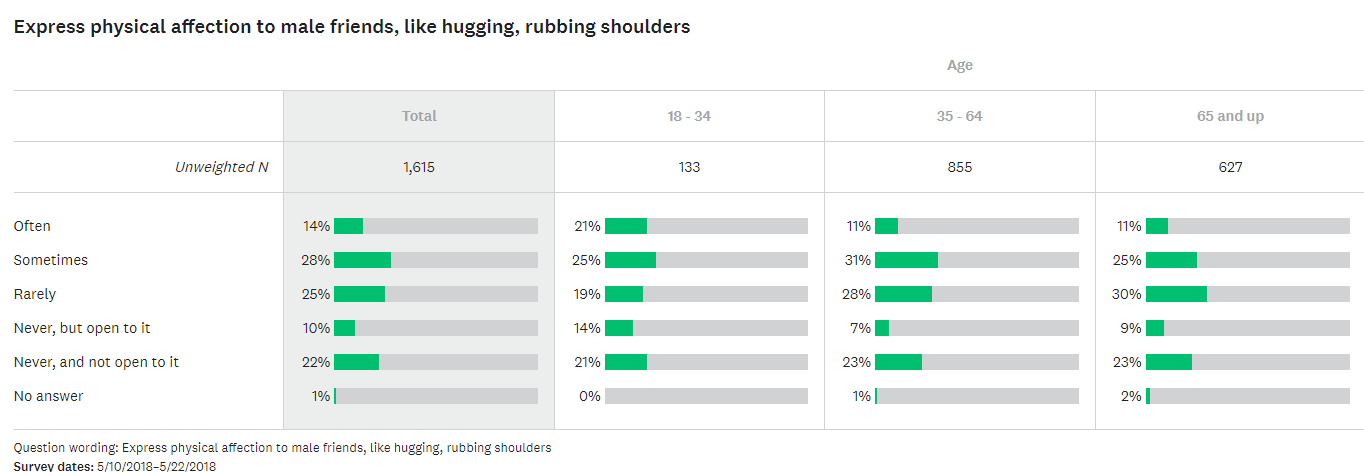 Express physical affection to male friends, like hugging, rubbing shoulders
Age
Total 18 - 34 35 - 64 65 and up
Unweighted N 1,615 133 855 627
Often 14% 21% 11% 11%
Sometimes 28% 25% 31% 25%
Rarely 25% 19% 28% 30%
Never, but open to it 10% 14% 7% 9%
Never, and not open to it 22% 21% 23% 23%
No answer 1% 0% 1% 2%
Question wording: Express physical affection to male friends, like hugging, rubbing shoulders
Survey dates: 5/10/2018–5/22/2018